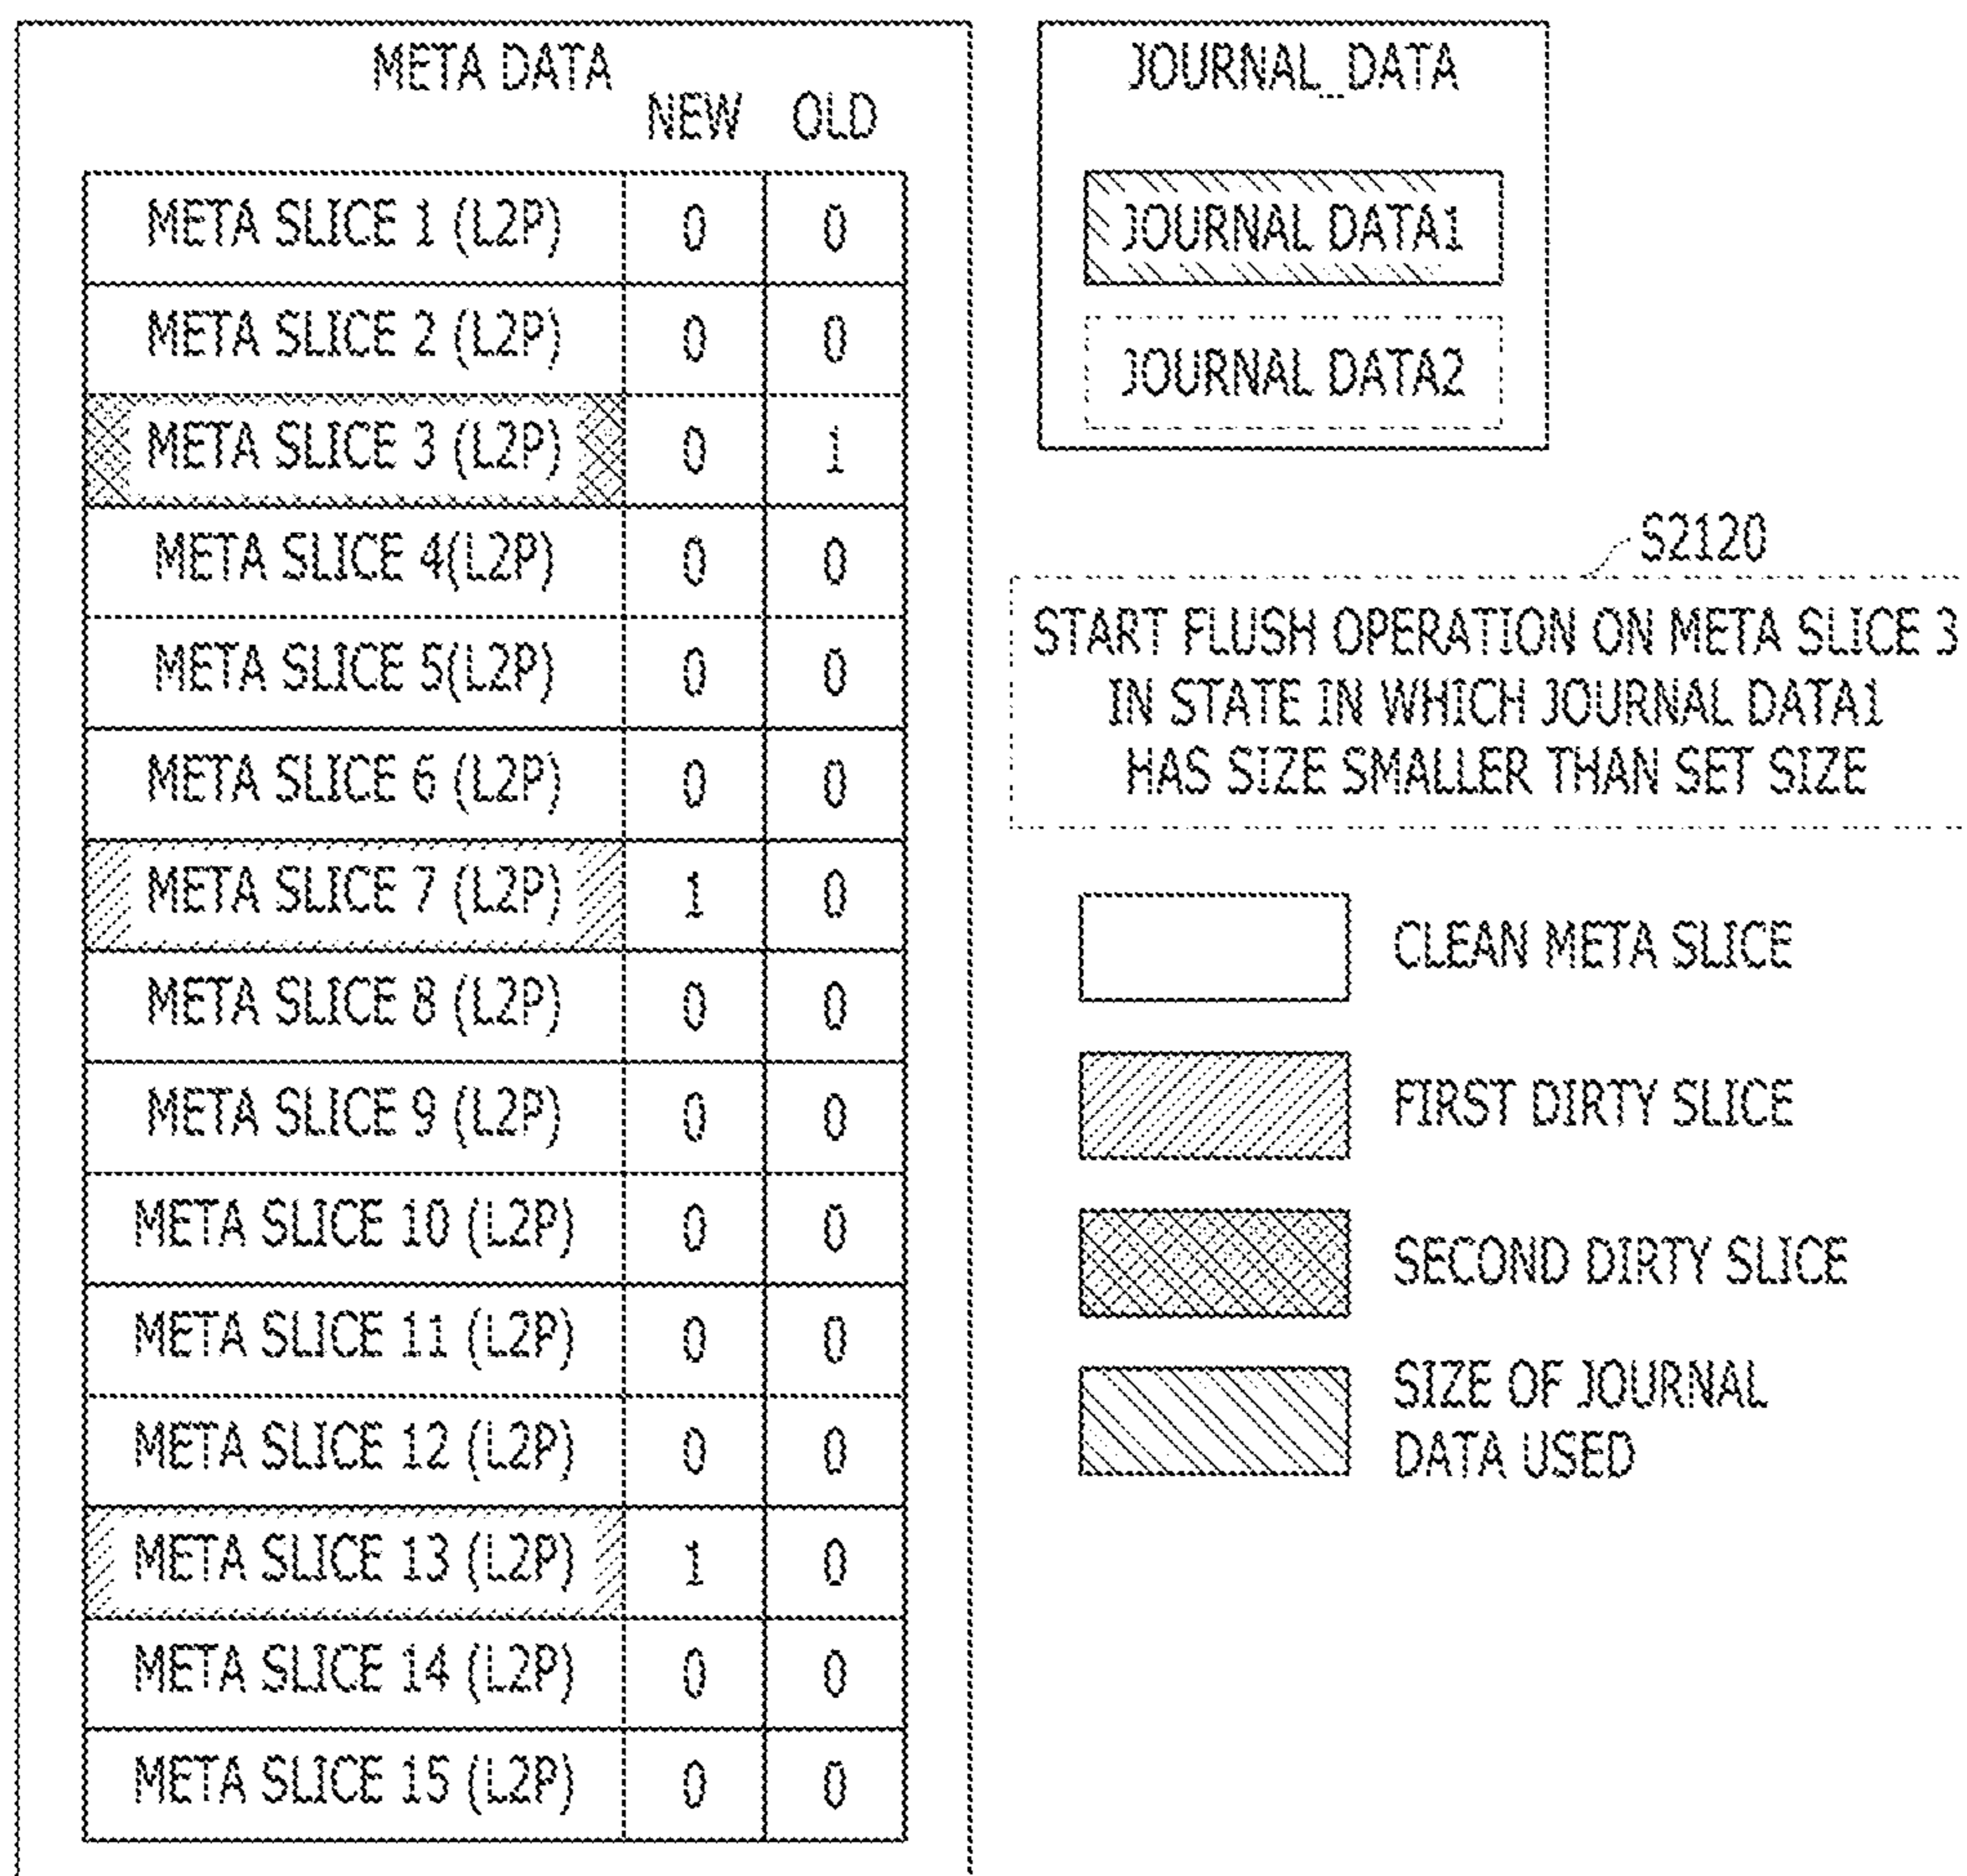 META DATA
NEW OLD
META SLICE 1 (L2P) 0 0
META SLICE 2 (L2P) 0 0
META SLICE 3 (L2P) 0 1
META SLICE 4(L2P) 0 0
META SLICE 5(L2P) 0 0
META SLICE 6 (L2P) 0 0
META SLICE 7 (L2P) 1 0
META SLICE 8 (L2P) 0 0
META SLICE 9 (L2P) 0 0
META SLICE 10 (L2P) 0 0
META SLICE 11 (L2P) 0 0
META SLICE 12 (L2P) 0 0
META SLICE 13 (L2P) 1 0
META SLICE 14 (L2P) 0 0
META SLICE 15 (L2P) 0 0
JOURNAL_DATA
JOURNAL DATA1
JOURNAL DATA2
S2120
START FLUSH OPERATION ON META SLICE 3
IN STATE IN WHICH JOURNAL DATA1
HAS SIZE SMALLER THAN SET SIZE
CLEAN META SLICE
FIRST DIRTY SLICE
SECOND DIRTY SLICE
SIZE OF JOURNAL
DATA USED